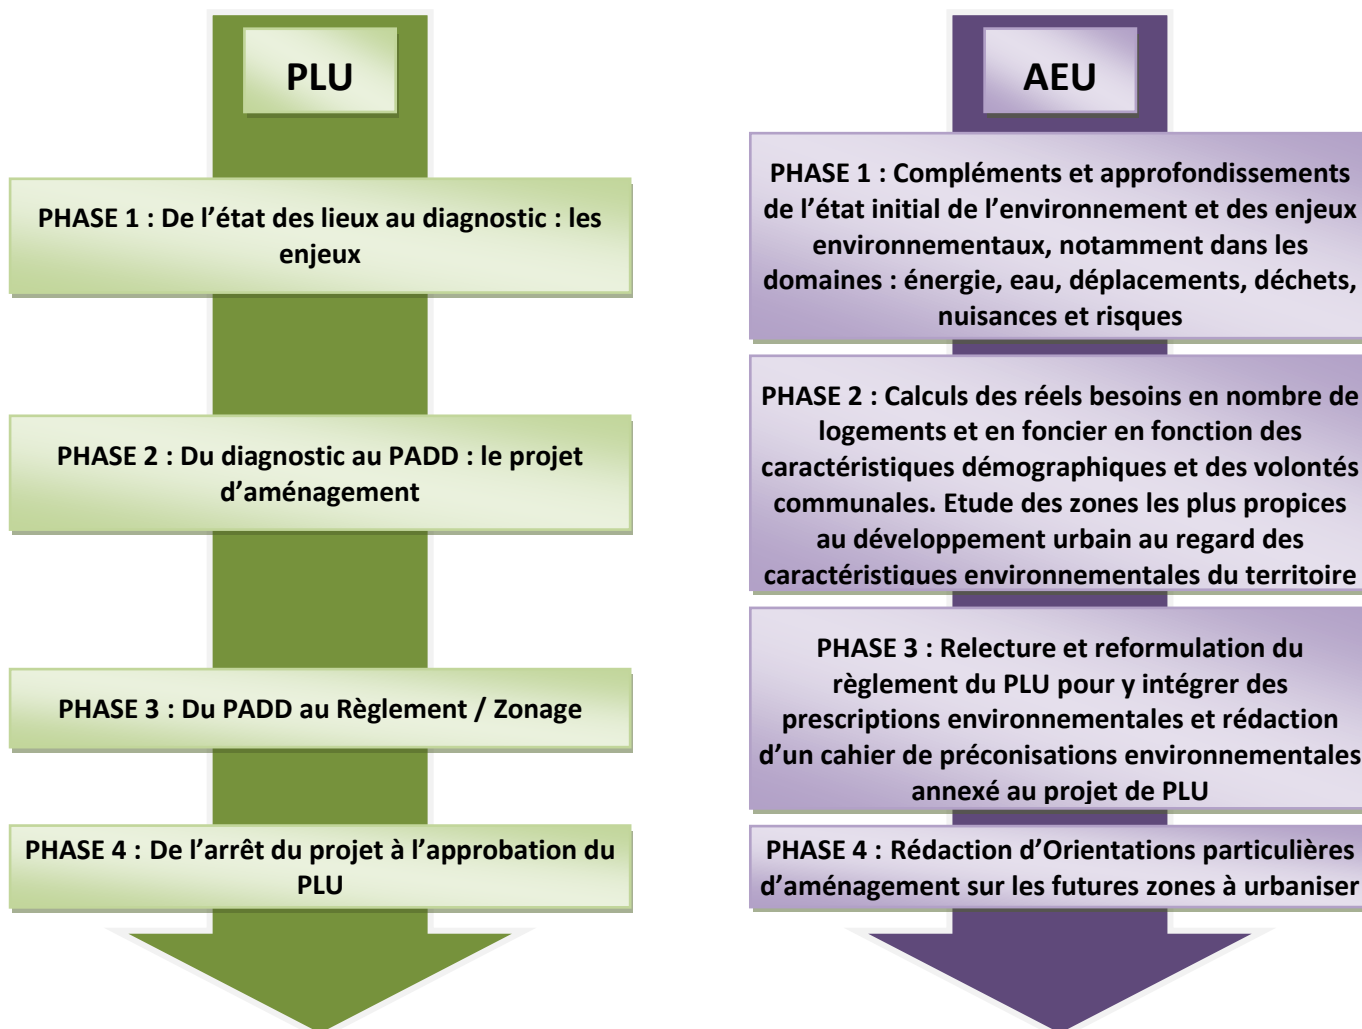 PLU
PHASE 1 : De l’état des lieux au diagnostic : les
enjeux
PHASE 2 : Du diagnostic au PADD : le projet
d’aménagement
PHASE 3 : Du PADD au Règlement / Zonage
PHASE 4 : De l’arrêt du projet à l’approbation du
PLU
AEU
PHASE 1 : Compléments et approfondissements
de l’état initial de l’environnement et des enjeux
environnementaux, notamment dans les
domaines : énergie, eau, déplacements, déchets,
nuisances et risques
PHASE 2 : Calculs des réels besoins en nombre de
logements et en foncier en fonction des
caractéristiques démographiques et des volontés
communales. Etude des zones les plus propices
au développement urbain au regard des
caractéristiques environnementales du territoire
PHASE 3 : Relecture et reformulation du
règlement du PLU pour y intégrer des
prescriptions environnementales et rédaction
d’un cahier de préconisations environnementales
annexé au projet de PLU
PHASE 4 : Rédaction d’Orientations particulières
d’aménagement sur les futures zones à urbaniser